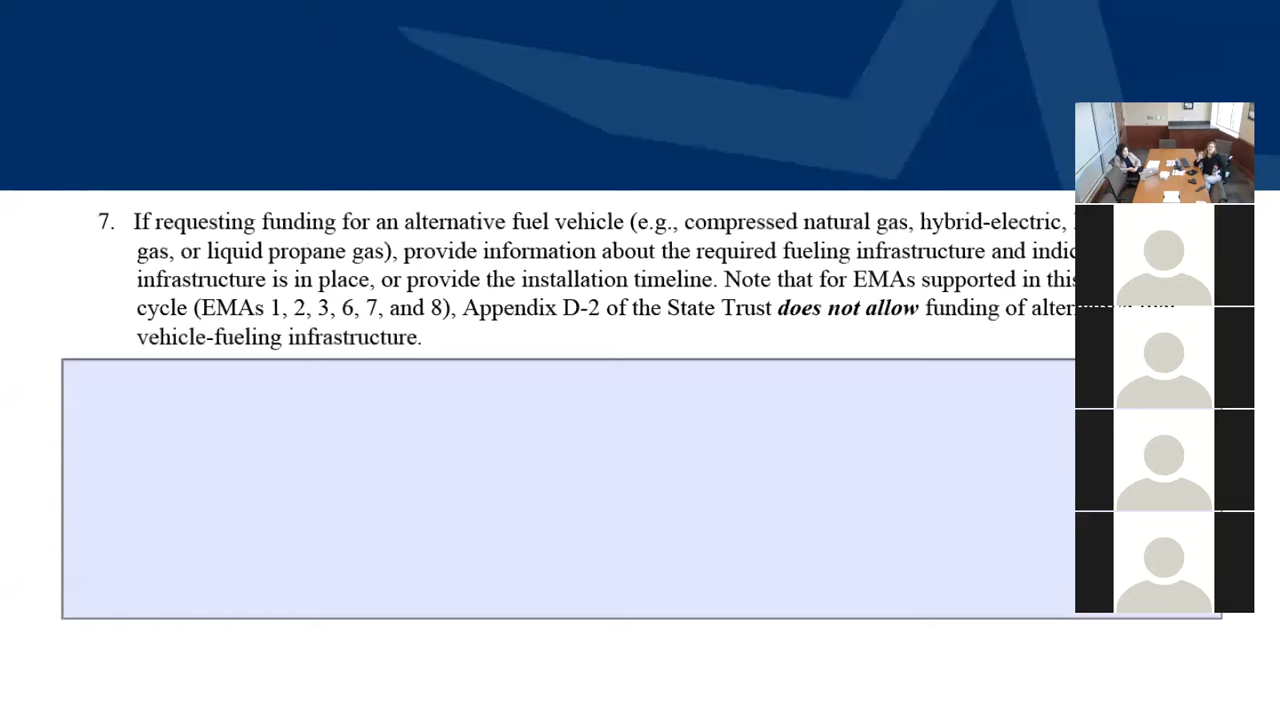 7. If requesting funding for an alternative fuel vehicle (e.g., compressed natural gas, hybrid-electric,
gas, or liquid propane gas), provide information about the required fueling infrastructure and
infrastructure is in place, or provide the installation timeline. Note that for EMAs supported in this
cycle (EMAs 1, 2, 3, 6, 7, and 8), Appendix D-2 of the State Trust does not allow funding of
vehicle-fueling infrastructure.